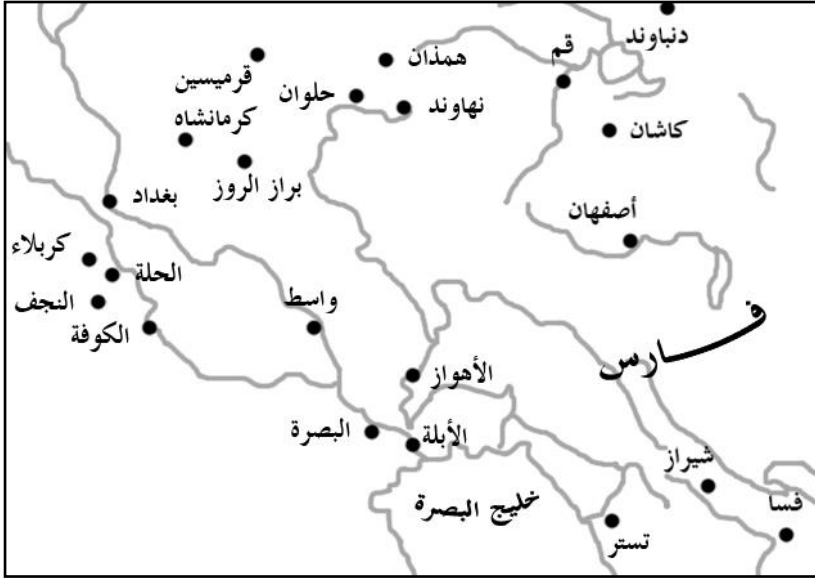 دنباوند
قم
همذان
قرميسين
حلوان
نهاوند
كرمانشاه
كاشان
براز الروز
بغداد
أصفهان
كربلاء
الحلة
النجف
واسط
الكوفة
فارس
الأهواز
البصرة
الأبلة
شيراز
خليج البصرة
فسا
تستر